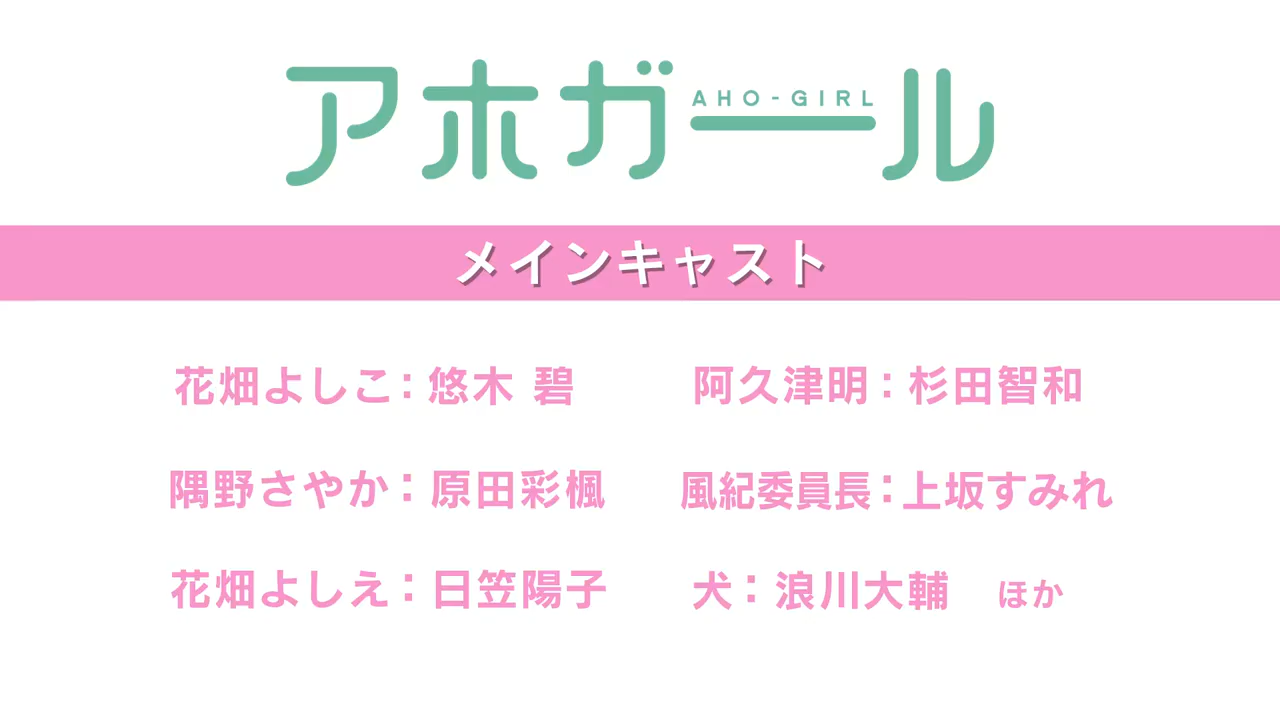 アホガール
AHO-GIRL
メインキャスト
花畑よしこ：悠木 碧
阿久津明：杉田智和
隅野さやか：原田彩楓
風紀委員長：上坂すみれ
花畑よしえ：日笠陽子
犬：浪川大輔 ほか